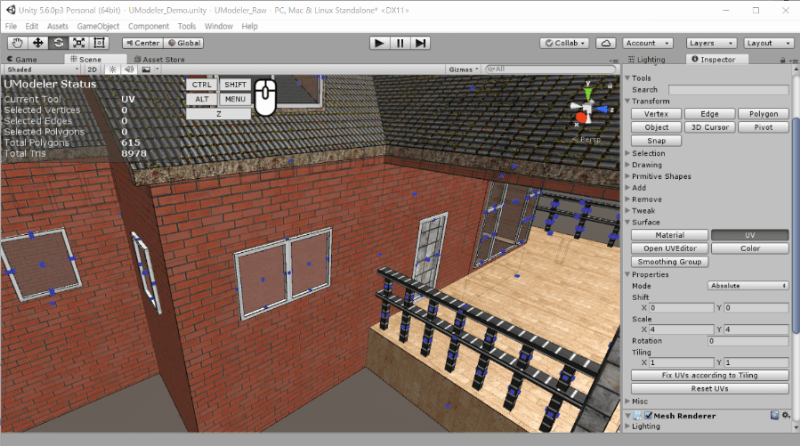 Unity 5.6.0p3 Personal (64bit) - UModeler_Demo.unity - UModeler_Raw - PC, Mac & Linux Standalone* <DX11>
File Edit Assets GameObject Component Tools Window Help
Center Global Collab Account Layers Layout
Game Scene Asset Store Lighting Inspector
Shaded 2D Gizmos All
UModeler Status
Current Tool UV
Selected Vertices 0
Selected Edges 0
Selected Polygons 0
Total Polygons 615
Total Tris 8978
CTRL SHIFT
ALT MENU
Z
y
Persp
Tools
Search
Transform
Vertex Edge Polygon
Object 3D Cursor Pivot
Snap
Selection
Drawing
Primitive Shapes
Add
Remove
Tweak
Surface
Material UV
Open UVEditor Color
Smoothing Group
Properties
Mode Absolute
Shift
X 0 Y 0
Scale
X 4 Y 4
Rotation 0
Tiling
X 1 Y 1
Fix UVs according to Tiling
Reset UVs
Misc
Mesh Renderer
Lighting